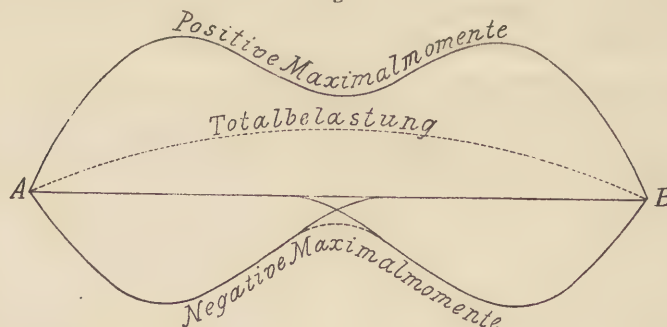 Positive Maximalmomente
Totalbelastung
A
B
Negative Maximalmomente